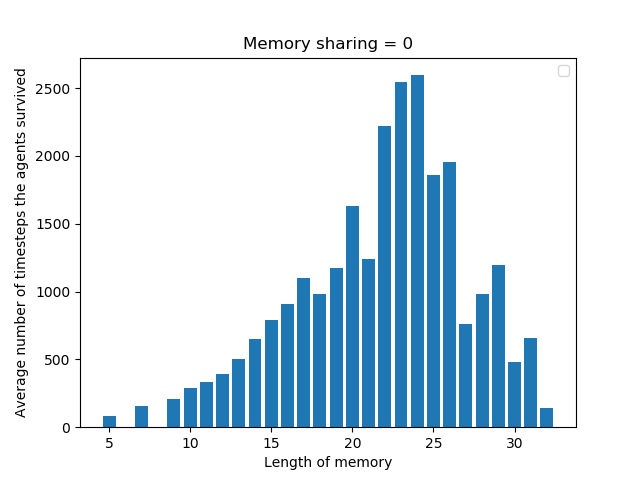 Memory sharing = 0
Average number of timesteps the agents survived
2500
2000
1500
1000
500
0
5 10 15 20 25 30
Length of memory